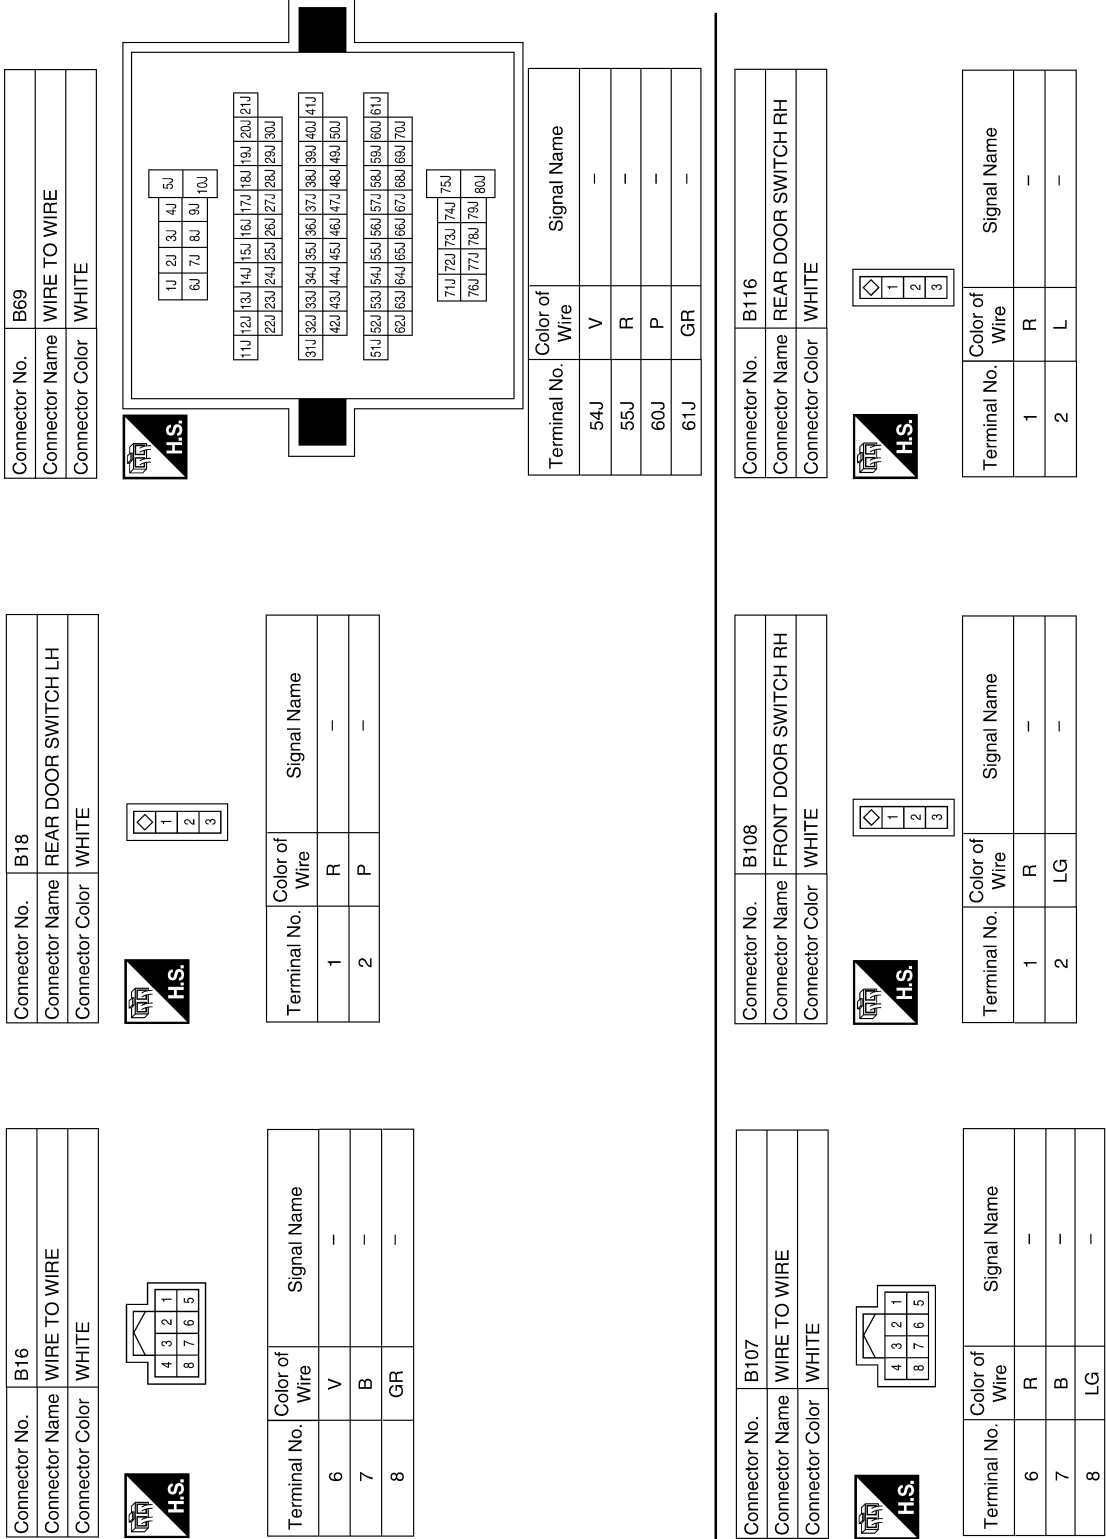 Connector No. B16
Connector Name WIRE TO WIRE
Connector Color WHITE
H.S.
4 3 2 1
8 7 6 5
Terminal No. Color of Wire Signal Name
6 V –
7 B –
8 GR –
Connector No. B18
Connector Name REAR DOOR SWITCH LH
Connector Color WHITE
H.S.
1
2
3
Terminal No. Color of Wire Signal Name
1 R –
2 P –
Connector No. B69
Connector Name WIRE TO WIRE
Connector Color WHITE
H.S.
1J 2J 3J 4J 5J
6J 7J 8J 9J 10J
11J 12J 13J 14J 15J 16J 17J 18J 19J 20J 21J
22J 23J 24J 25J 26J 27J 28J 29J 30J
31J 32J 33J 34J 35J 36J 37J 38J 39J 40J 41J
42J 43J 44J 45J 46J 47J 48J 49J 50J
51J 52J 53J 54J 55J 56J 57J 58J 59J 60J 61J
62J 63J 64J 65J 66J 67J 68J 69J 70J
71J 72J 73J 74J 75J
76J 77J 78J 79J 80J
Terminal No. Color of Wire Signal Name
54J V –
55J R –
60J P –
61J GR –
Connector No. B107
Connector Name WIRE TO WIRE
Connector Color WHITE
H.S.
4 3 2 1
8 7 6 5
Terminal No. Color of Wire Signal Name
6 R –
7 B –
8 LG –
Connector No. B108
Connector Name FRONT DOOR SWITCH RH
Connector Color WHITE
H.S.
1
2
3
Terminal No. Color of Wire Signal Name
1 R –
2 LG –
Connector No. B116
Connector Name REAR DOOR SWITCH RH
Connector Color WHITE
H.S.
1
2
3
Terminal No. Color of Wire Signal Name
1 R –
2 L –